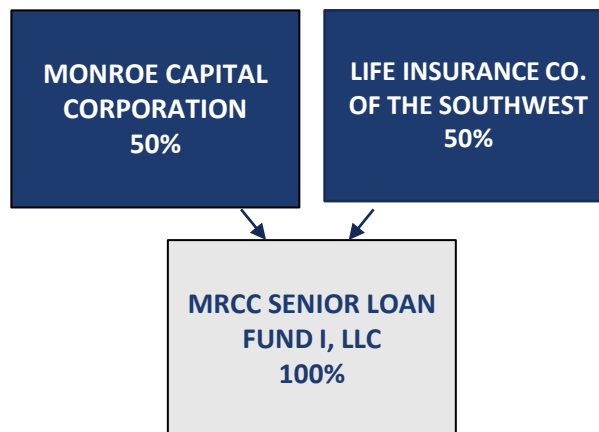 MONROE CAPITAL
CORPORATION
50%
LIFE INSURANCE CO.
OF THE SOUTHWEST
50%
MRCC SENIOR LOAN
FUND I, LLC
100%